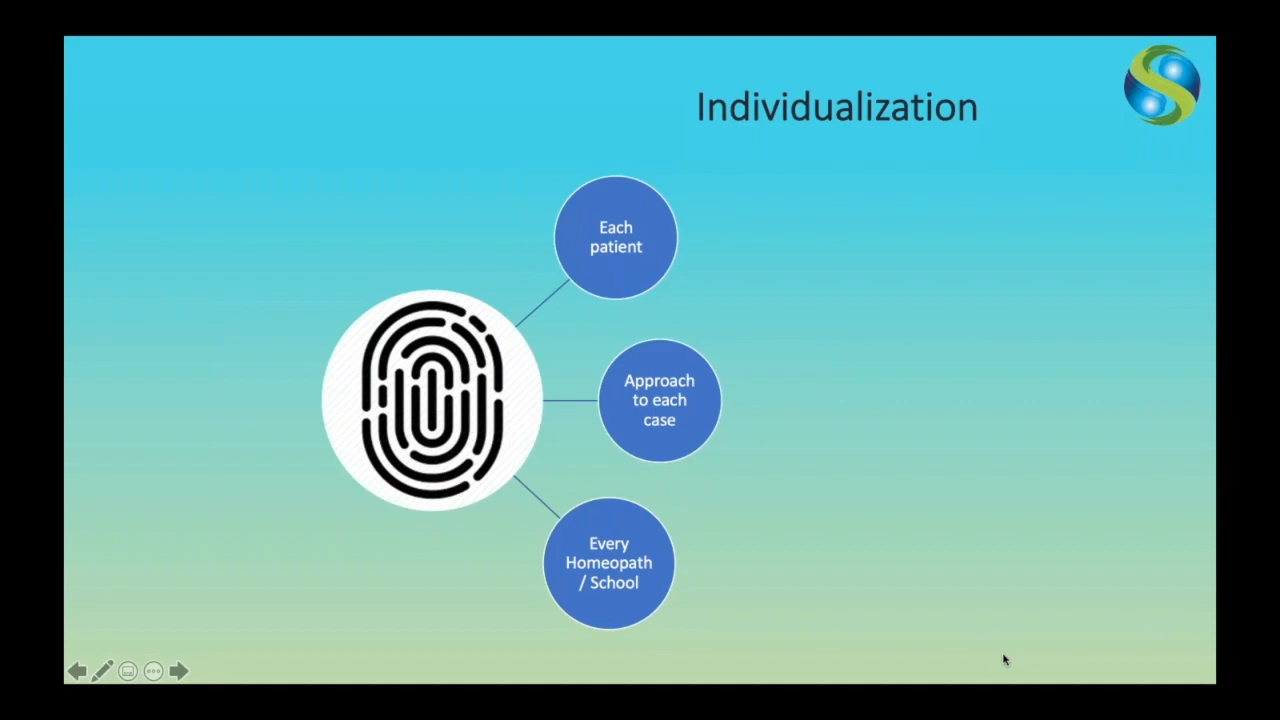 Individualization
Each
patient
Approach
to each
case
Every
Homeopath
/ School